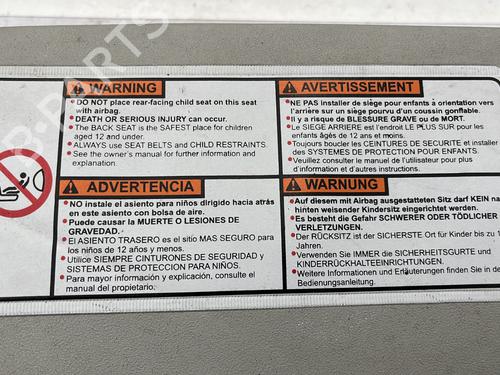 WARNING
DO NOT place rear-facing child seat on this seat
with airbag.
DEATH OR SERIOUS INJURY can occur.
The BACK SEAT is the SAFEST place for children
aged 12 and under.
ALWAYS use SEAT BELTS and CHILD RESTRAINTS.
See the owner's manual for further information and
explanation.
AVERTISSEMENT
NE PAS installer de siège pour enfants à orientation vers
l'arrière sur un siège pourvu d'un coussin gonflable.
Il y a risque de BLESSURE GRAVE ou de MORT.
Le SIEGE ARRIERE est l'endroit LE PLUS SUR pour les
enfants âgés de 12 ans et moins.
Toujours boucler les CEINTURES DE SECURITE et installer
des SYSTEMES DE PROTECTION POUR ENFANTS.
Veuillez consulter le manuel de l'utilisateur pour plus
d'information et d'autres instructions.
ADVERTENCIA
NO instale el asiento para niños dirigido hacia atrás
en este asiento con bolsa de aire.
Puede causar la MUERTE O LESIONES DE
GRAVEDAD.
El ASIENTO TRASERO es el sitio MAS SEGURO para
los niños de 12 años y menos.
Utilice SIEMPRE CINTURONES DE SEGURIDAD y
SISTEMAS DE PROTECCIÓN PARA NIÑOS.
Para mayor información y explicación, consulte el
manual del propietario.
WARNUNG
Auf diesem mit Airbag ausgestatteten Sitz darf KEIN na
hinten weisender Kindersitz eingerichtet werden.
Es besteht die Gefahr SCHWERER ODER TÖDLICHER
VERLETZUNGEN.
Der RÜCKSITZ ist der SICHERSTE Ort für Kinder bis zu 1
Jahren.
Verwenden Sie IMMER die SICHERHEITSGURTE und
KINDERRÜCKHALTEEINRICHTUNGEN.
Weitere Informationen und Erläuterungen finden Sie in de
Bedienungsanleitung.